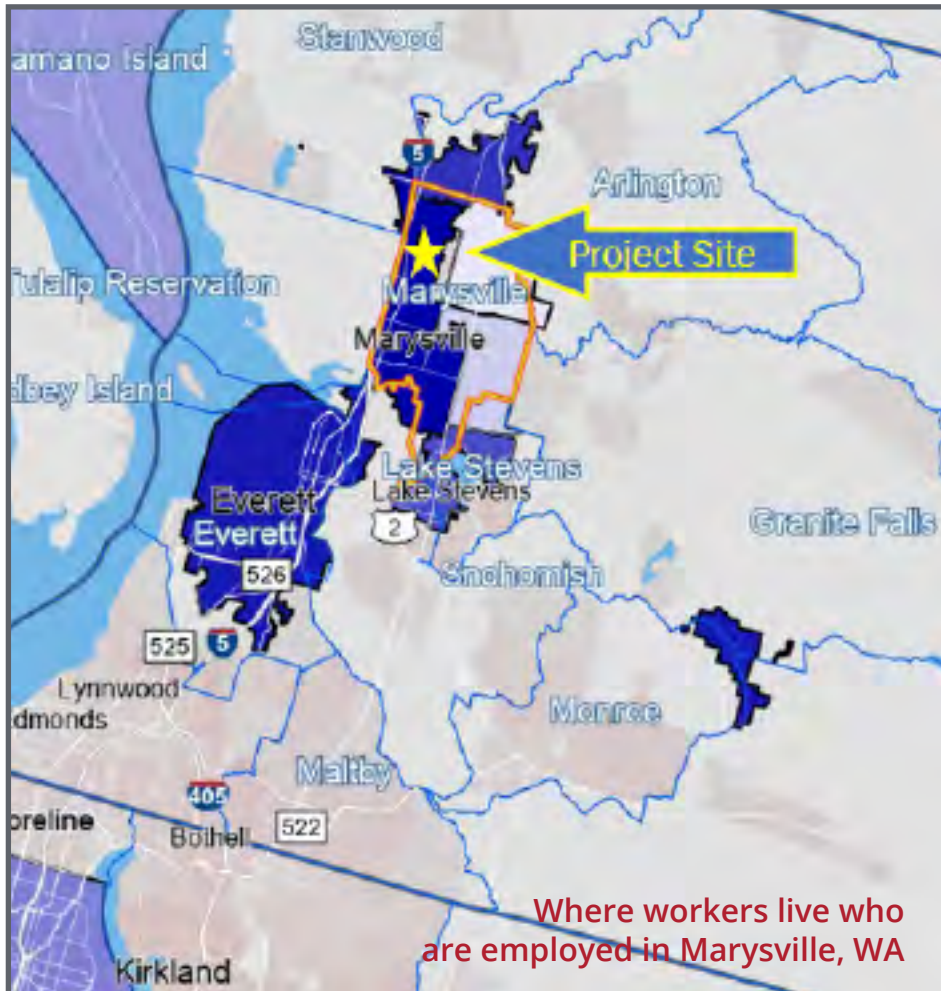 Stanwood
amano Island
5
Arlington
Project Site
Tulalip Reservation
Marysville
Marysville
dbey Island
Lake Stevens
Lake Stevens
Everett
Everett
2
Granite Falls
526
Snohomish
525
5
Lynnwood
dmonds
Monroe
Maltby
405
oreline
522
Bothell
Where workers live who
are employed in Marysville, WA
Kirkland